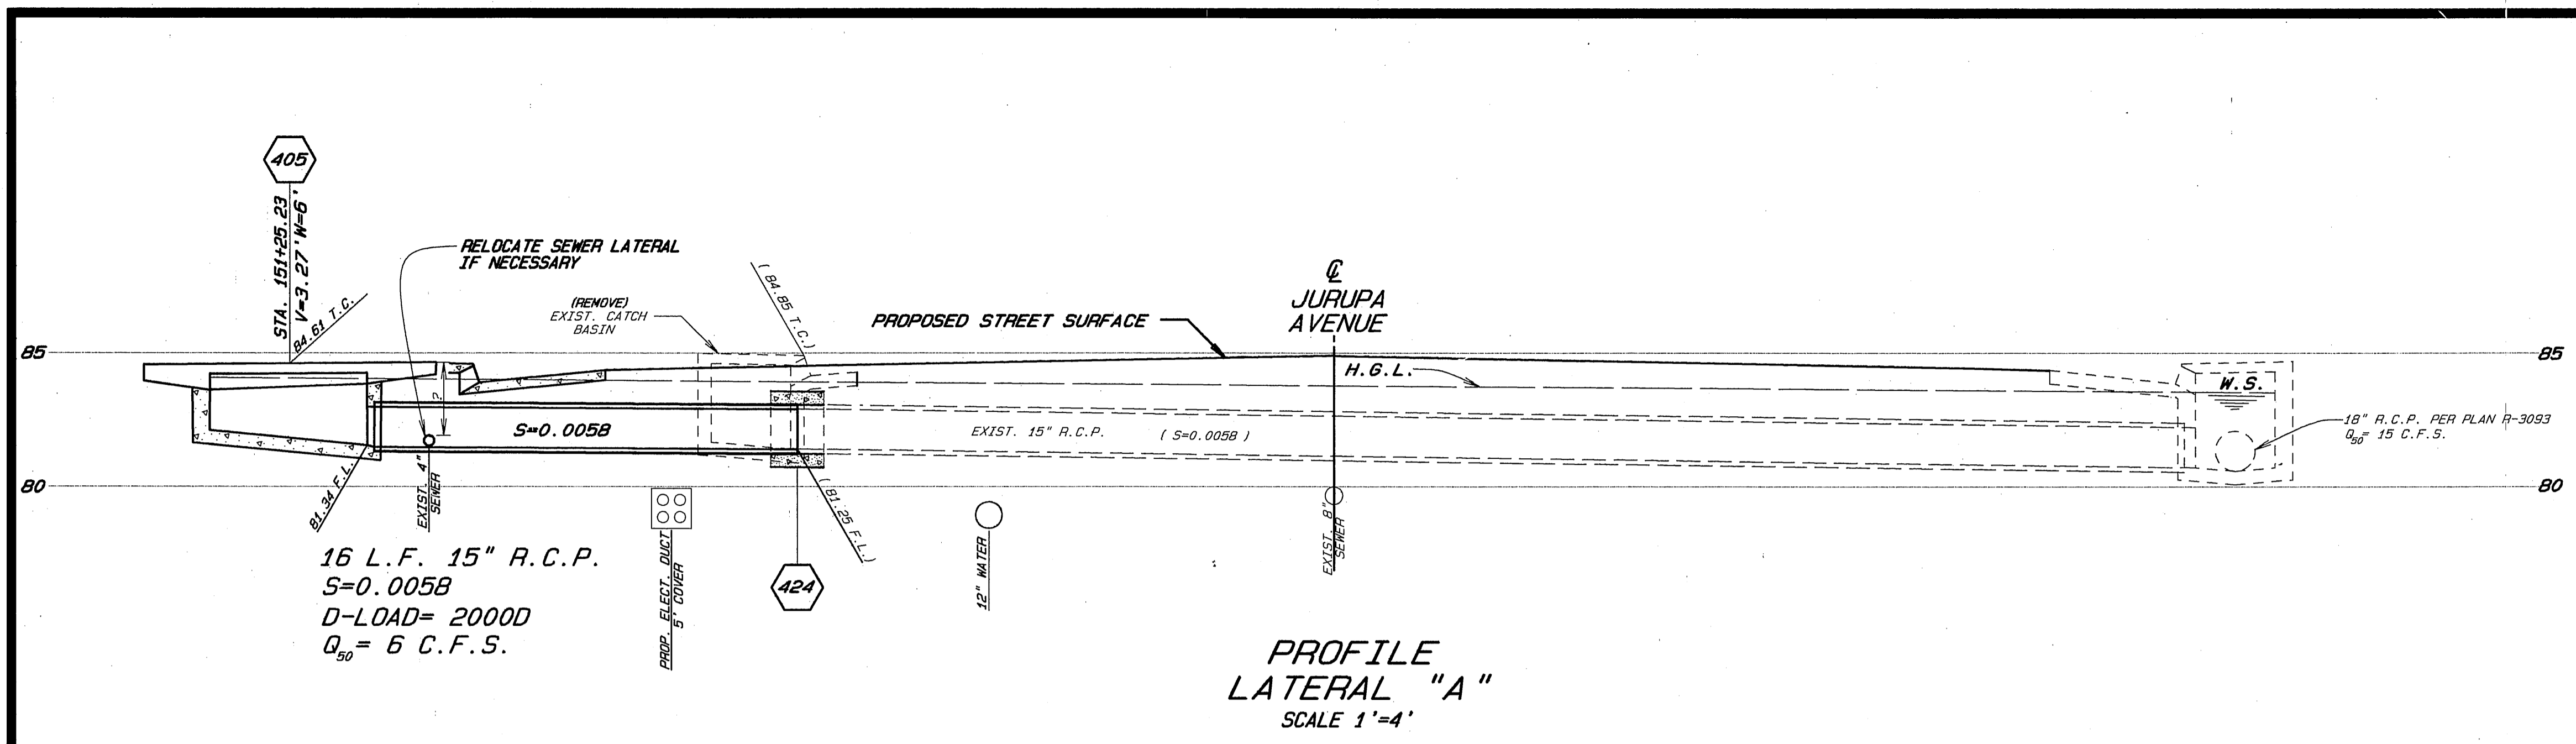 405
STA. 151+25.23
V=3.27' W=6'
84.61 T.C.
RELOCATE SEWER LATERAL
IF NECESSARY
(REMOVE)
EXIST. CATCH
BASIN
( 84.85 T.C.)
PROPOSED STREET SURFACE
℄
JURUPA
AVENUE
85
85
H.G.L.
W.S.
?
S=0.0058
EXIST. 15" R.C.P.
( S=0.0058 )
18" R.C.P. PER PLAN R-3093
Q50= 15 C.F.S.
80
80
81.34 F.L.
EXIST. 4"
SEWER
( 81.25 F.L.)
PROP. ELECT. DUCT
5' COVER
424
12" WATER
EXIST. 8"
SEWER
16 L.F. 15" R.C.P.
S=0.0058
D-LOAD= 2000D
Q50= 6 C.F.S.
PROFILE
LATERAL "A"
SCALE 1'=4'